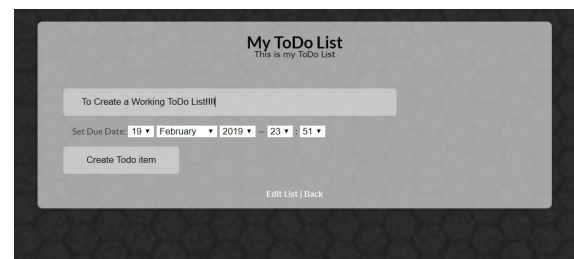 My ToDo List
This is my ToDo List
To Create a Working ToDo List!!!!
Set Due Date: 19 February 2019 — 23 : 51
Create Todo item
Edit List | Back